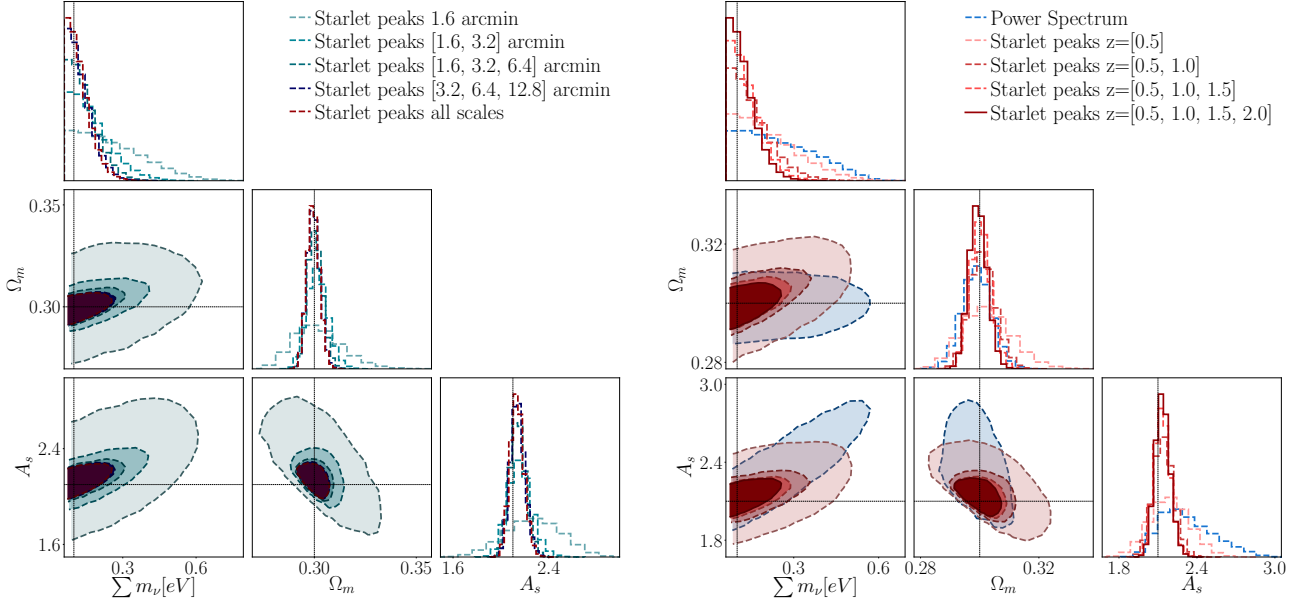 Starlet peaks 1.6 arcmin
Starlet peaks [1.6, 3.2] arcmin
Starlet peaks [1.6, 3.2, 6.4] arcmin
Starlet peaks [3.2, 6.4, 12.8] arcmin
Starlet peaks all scales
0.35
0.30
Ωₘ
2.4
1.6
Aₛ
0.3 0.6
∑ mᵥ[eV]
0.30 0.35
Ωₘ
1.6 2.4
Aₛ
Power Spectrum
Starlet peaks z=[0.5]
Starlet peaks z=[0.5, 1.0]
Starlet peaks z=[0.5, 1.0, 1.5]
Starlet peaks z=[0.5, 1.0, 1.5, 2.0]
0.32
0.28
Ωₘ
3.0
2.4
1.8
Aₛ
0.3 0.6
∑ mᵥ[eV]
0.28 0.32
Ωₘ
1.8 2.4 3.0
Aₛ